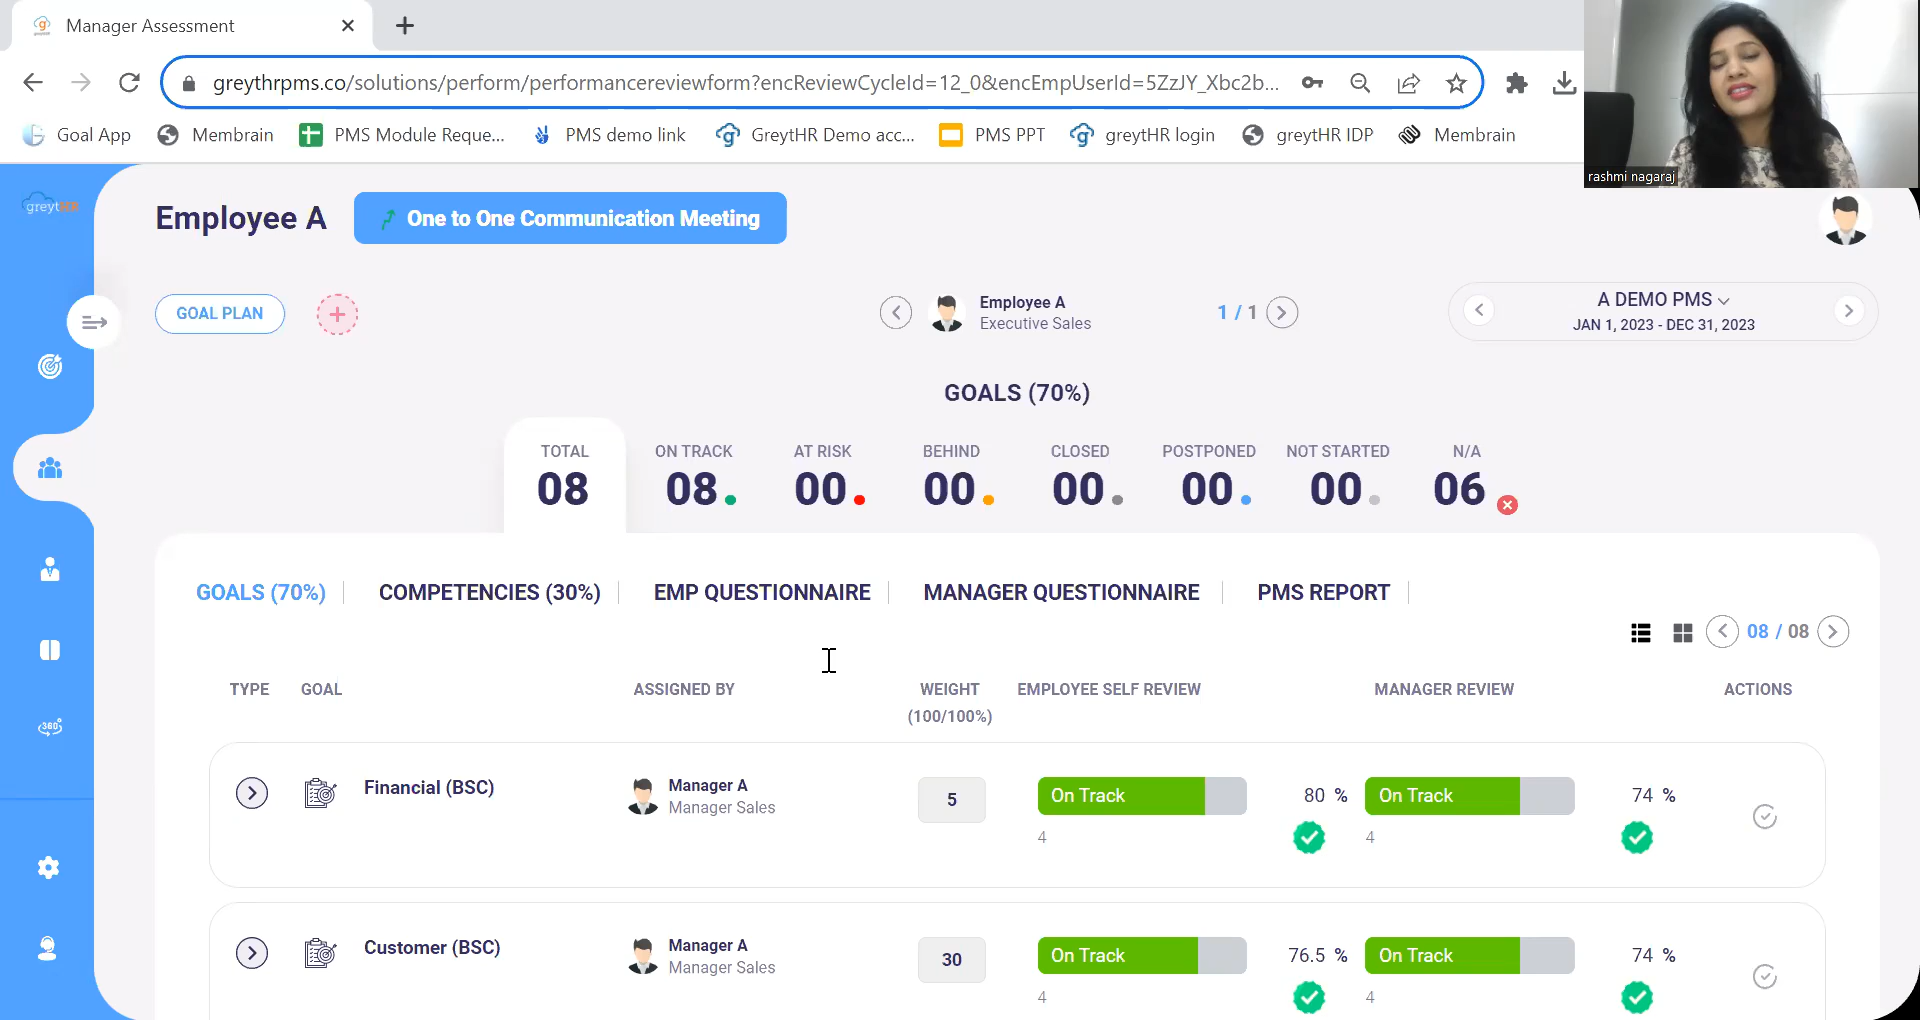 Manager Assessment
greythrpms.co/solutions/perform/performancereviewform?encReviewCycleId=12_0&encEmpUserId=5ZzJY_Xbc2b...
Goal App
Membrain
PMS Module Reque...
PMS demo link
GreytHR Demo acc...
PMS PPT
greytHR login
greytHR IDP
Membrain
rashmi nagaraj
greytHR
Employee A
One to One Communication Meeting
GOAL PLAN
Employee A
Executive Sales
1 / 1
A DEMO PMS
JAN 1, 2023 - DEC 31, 2023
GOALS (70%)
TOTAL
08
ON TRACK
08
AT RISK
00
BEHIND
00
CLOSED
00
POSTPONED
00
NOT STARTED
00
N/A
06
GOALS (70%)
COMPETENCIES (30%)
EMP QUESTIONNAIRE
MANAGER QUESTIONNAIRE
PMS REPORT
08 / 08
TYPE
GOAL
ASSIGNED BY
WEIGHT
(100/100%)
EMPLOYEE SELF REVIEW
MANAGER REVIEW
ACTIONS
Financial (BSC)
Manager A
Manager Sales
5
On Track
80 %
4
On Track
74 %
4
Customer (BSC)
Manager A
Manager Sales
30
On Track
76.5 %
4
On Track
74 %
4
360°